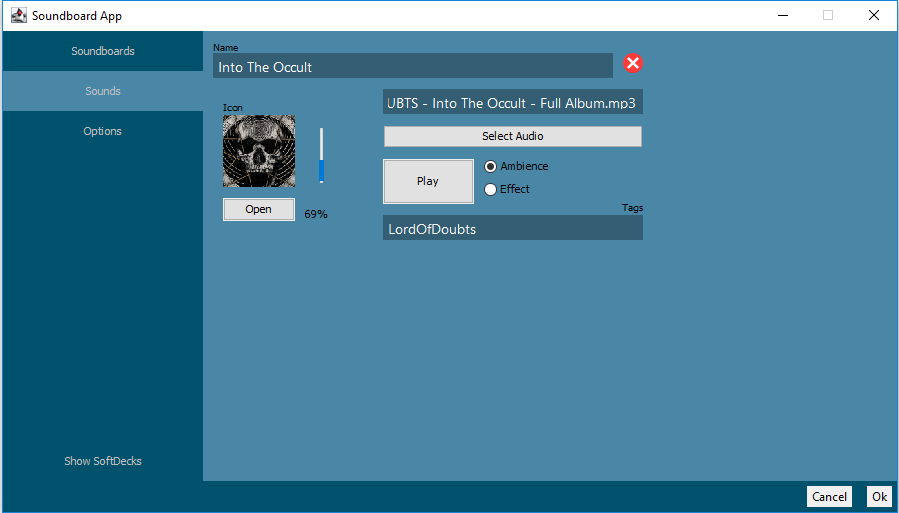 Soundboard App
Soundboards
Sounds
Options
Show SoftDecks
Name
Into The Occult
Icon
Open
69%
UBTS - Into The Occult - Full Album.mp3
Select Audio
Play
Ambience
Effect
Tags
LordOfDoubts
Cancel
Ok